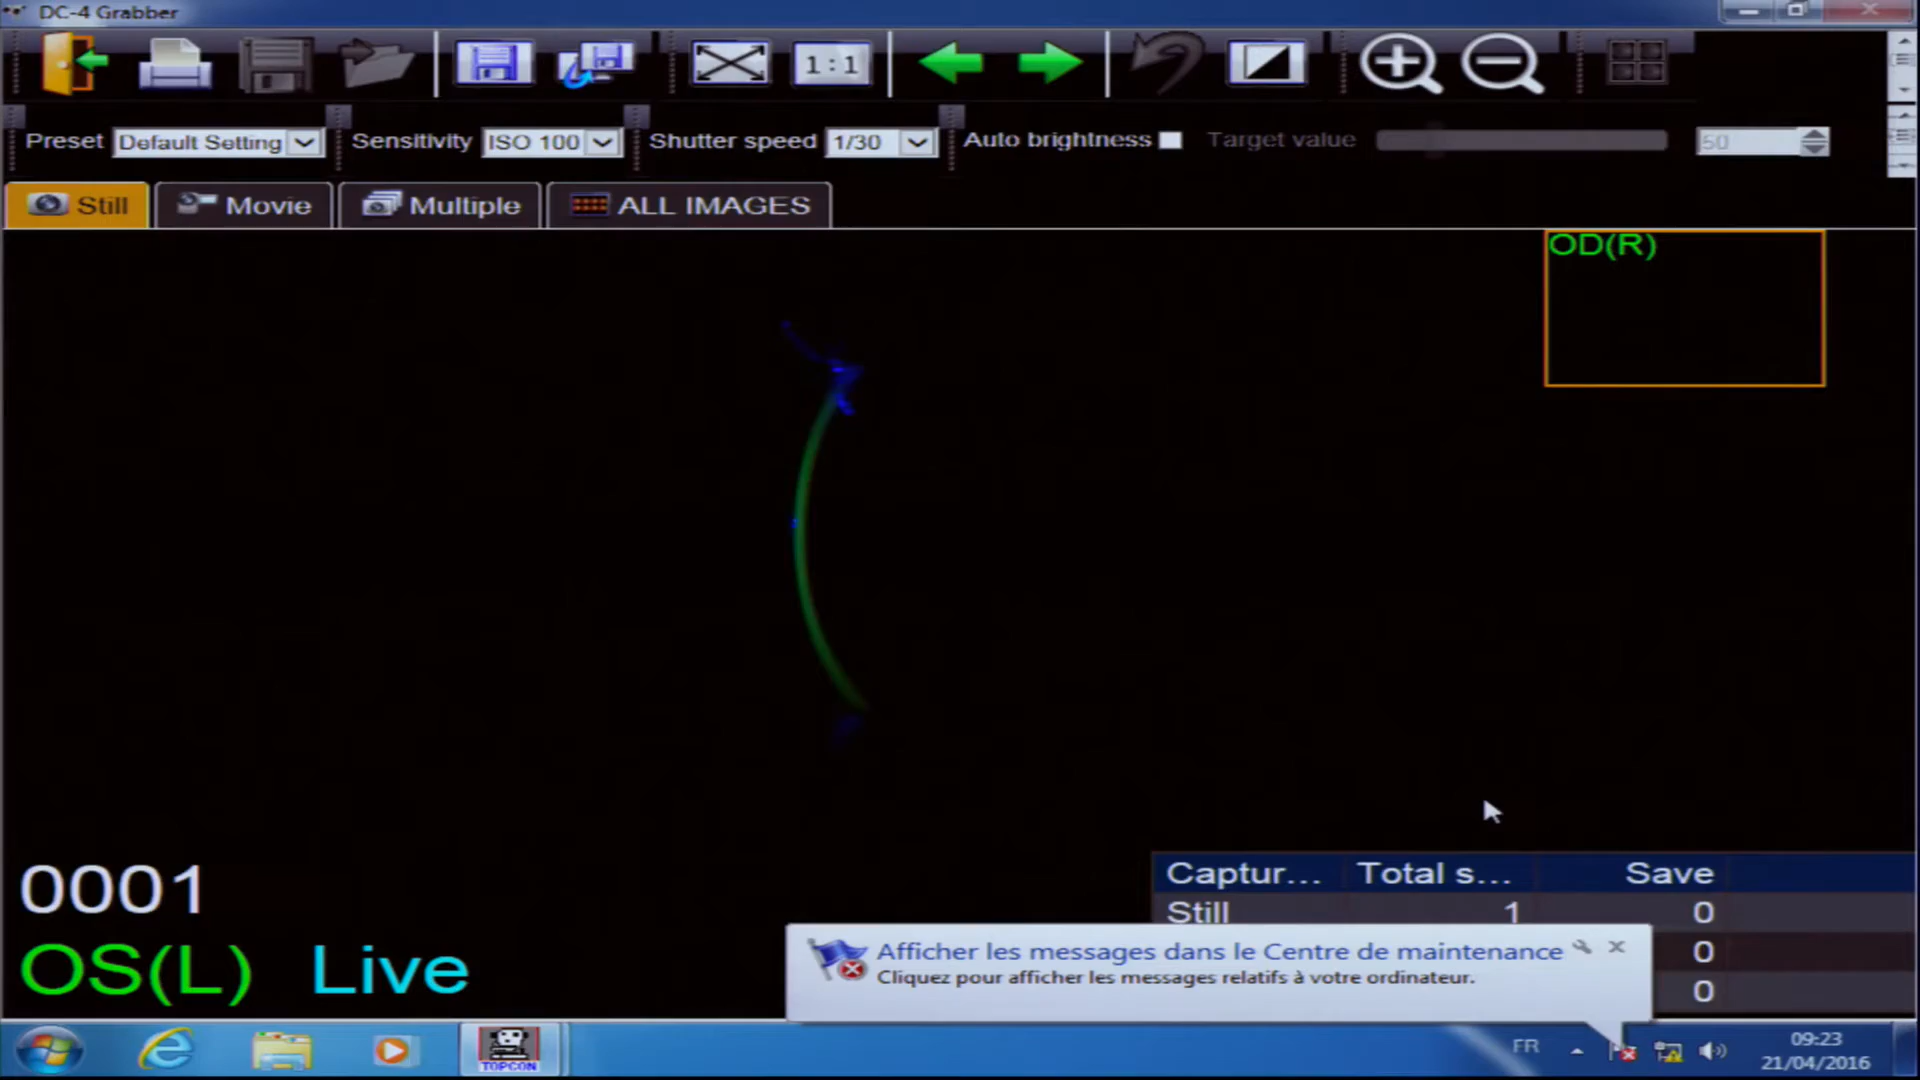 DC-4 Grabber
1:1
Preset Default Setting Sensitivity ISO 100 Shutter speed 1/30 Auto brightness Target value 50
Still Movie Multiple ALL IMAGES
OD(R)
0001
OS(L) Live
Captur... Total s... Save
Still 1 0
0
0
Afficher les messages dans le Centre de maintenance
Cliquez pour afficher les messages relatifs à votre ordinateur.
TOPCON
FR
09:23
21/04/2016